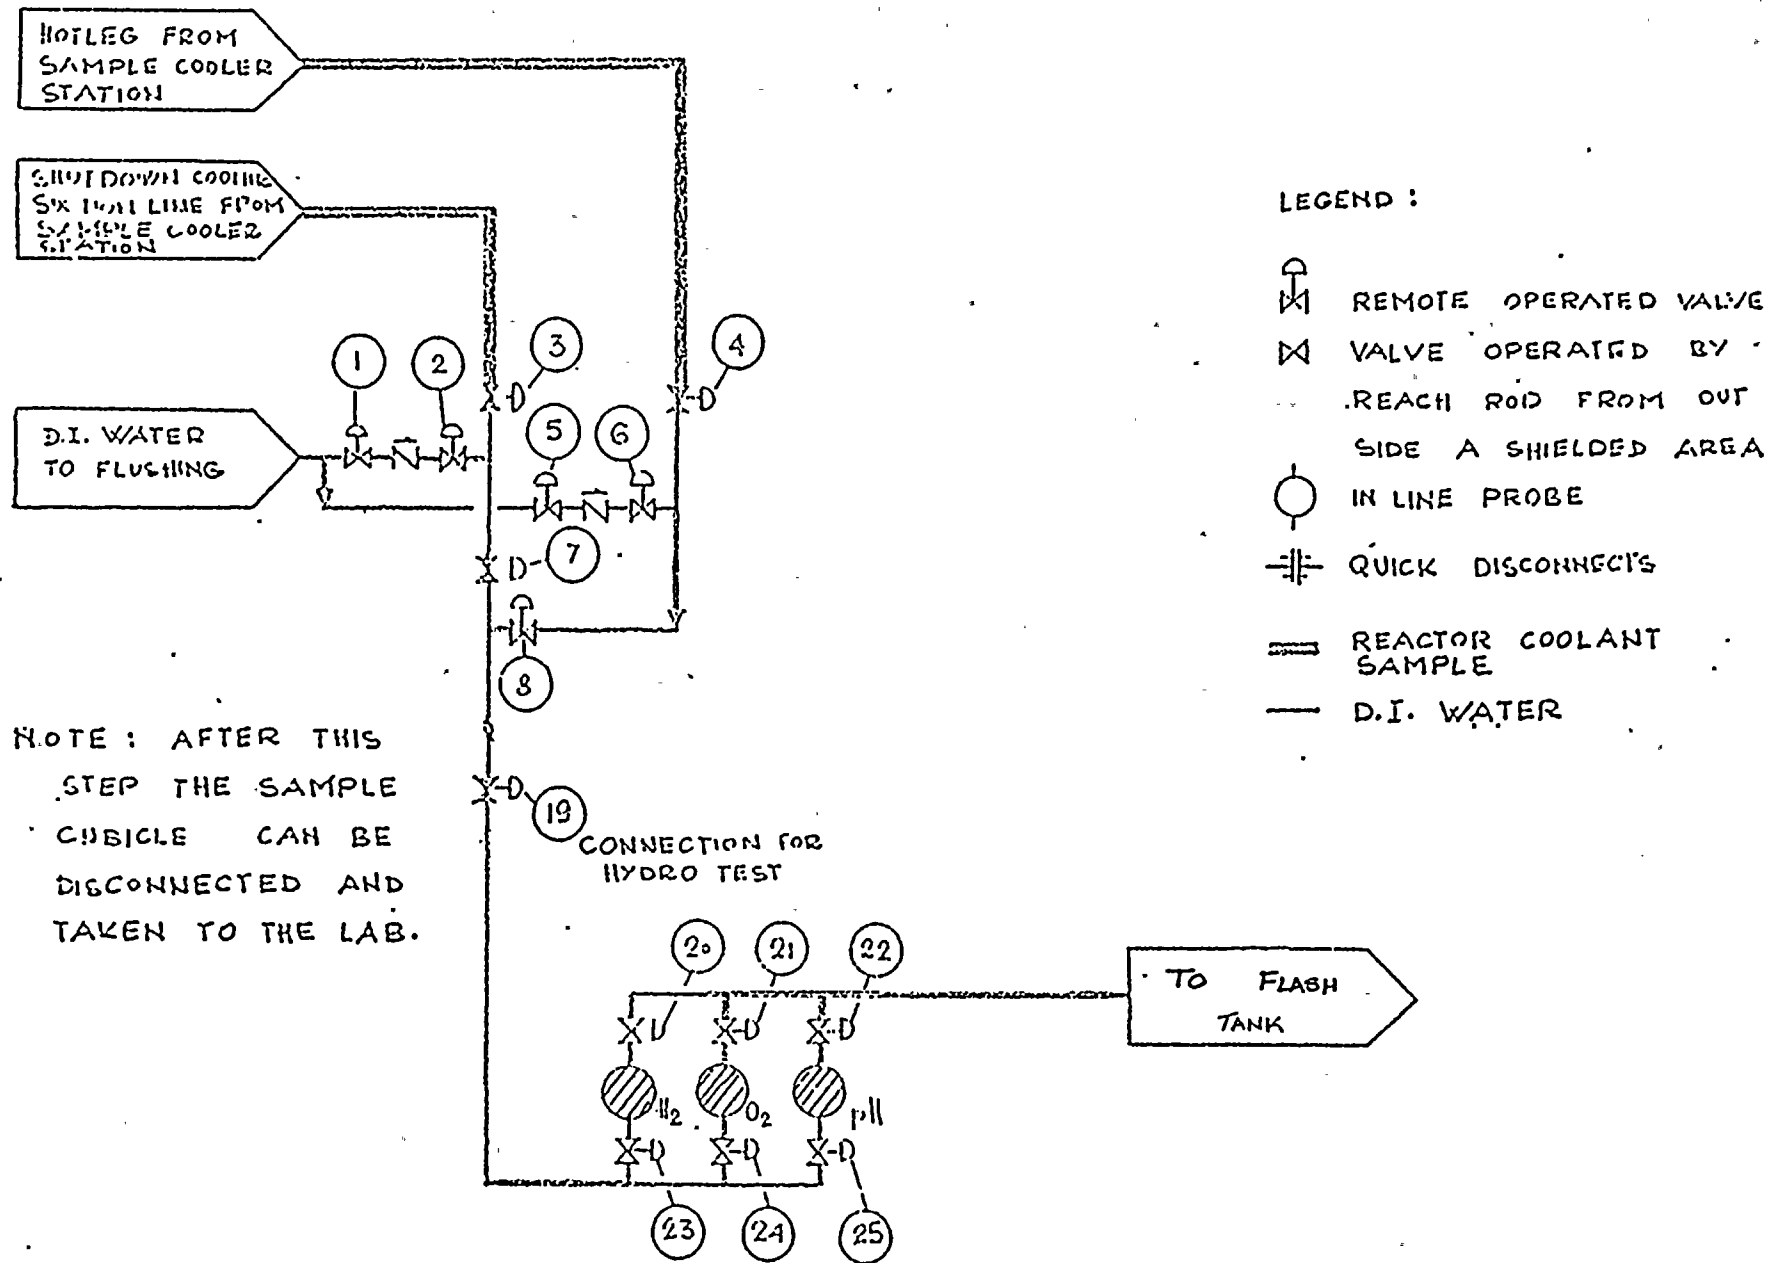 HOTLEG FROM
SAMPLE COOLER
STATION
SHUTDOWN COOLING
LINE FROM
SAMPLE COOLER
STATION
D.I. WATER
TO FLUSHING
1
2
3
4
5
6
7
8
NOTE : AFTER THIS
STEP THE SAMPLE
CUBICLE CAN BE
DISCONNECTED AND
TAKEN TO THE LAB.
19
CONNECTION FOR
HYDRO TEST
20
21
22
H2
O2
pH
23
24
25
TO FLASH
TANK
LEGEND :
REMOTE OPERATED VALVE
VALVE OPERATED BY
REACH ROD FROM OUT
SIDE A SHIELDED AREA
IN LINE PROBE
QUICK DISCONNECTS
REACTOR COOLANT
SAMPLE
D.I. WATER